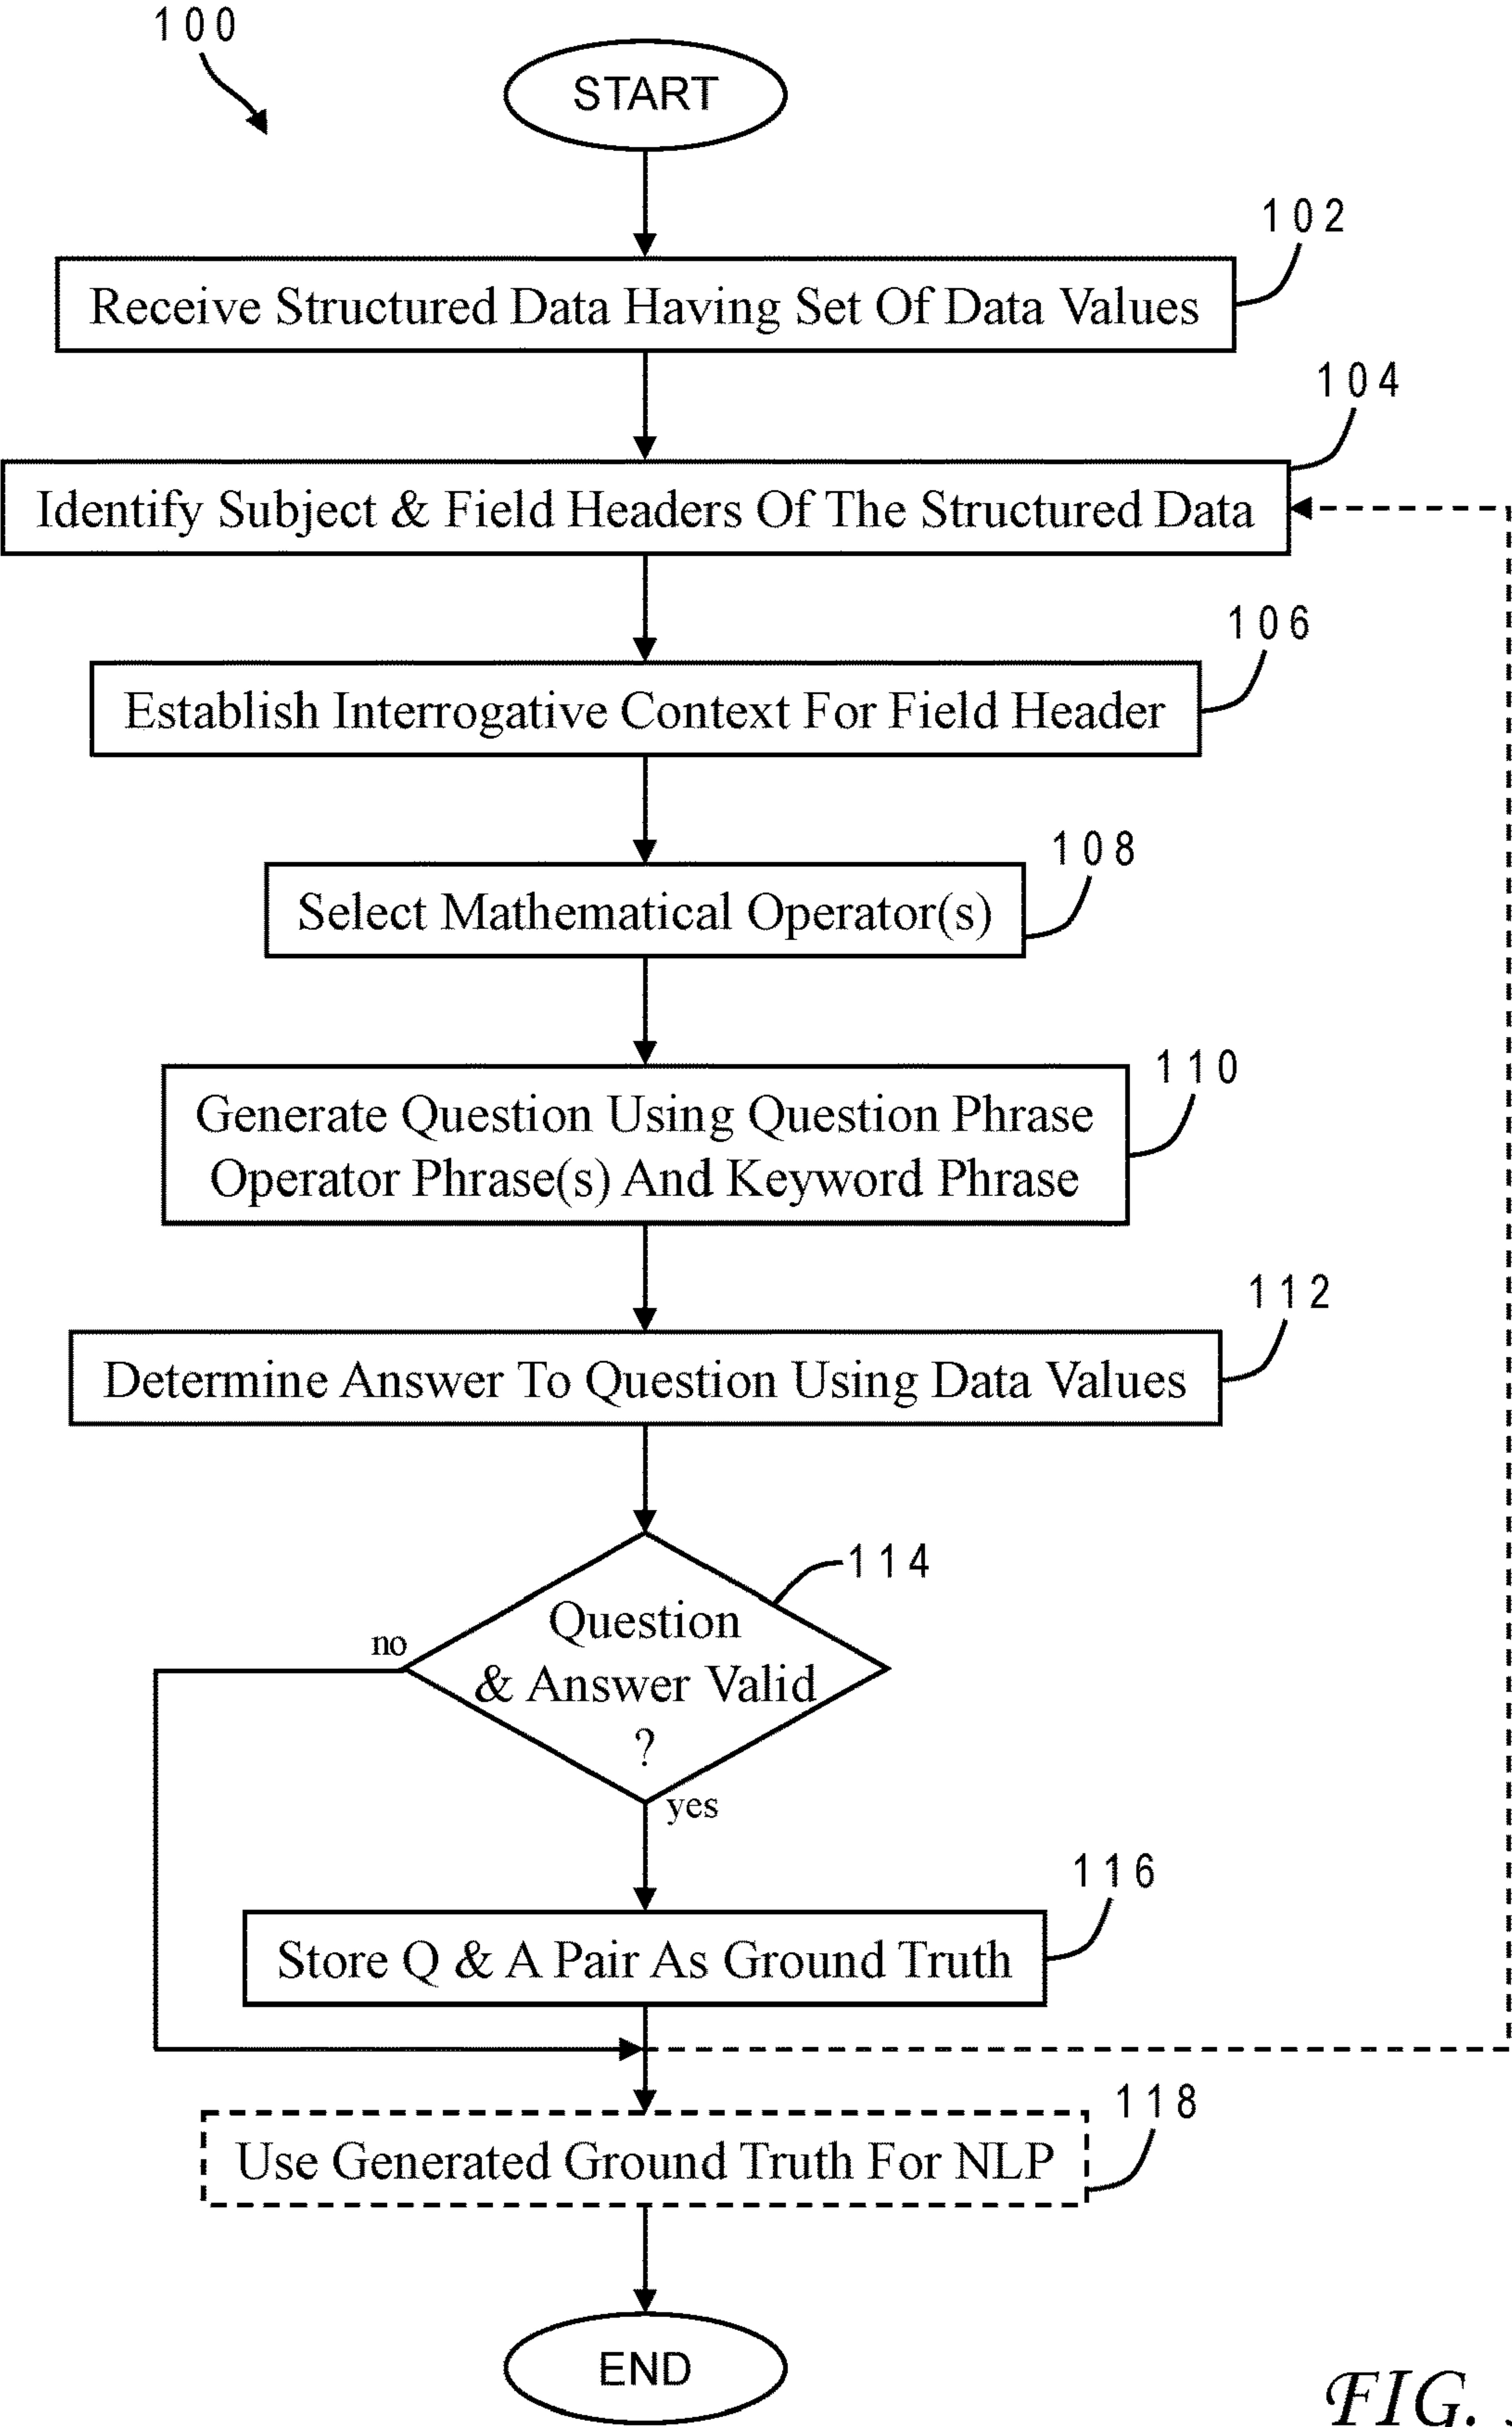 100
START
102
Receive Structured Data Having Set Of Data Values
104
Identify Subject & Field Headers Of The Structured Data
106
Establish Interrogative Context For Field Header
108
Select Mathematical Operator(s)
110
Generate Question Using Question Phrase
Operator Phrase(s) And Keyword Phrase
112
Determine Answer To Question Using Data Values
114
Question
& Answer Valid
?
no
yes
116
Store Q & A Pair As Ground Truth
118
Use Generated Ground Truth For NLP
END
FIG.